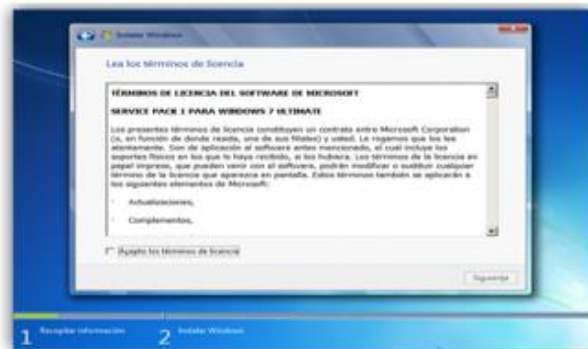 Instalar Windows
Lea los términos de licencia
TÉRMINOS DE LICENCIA DEL SOFTWARE DE MICROSOFT
SERVICE PACK 1 PARA WINDOWS 7 ULTIMATE
Los presentes términos de licencia constituyen un contrato entre Microsoft Corporation
(o, en función de donde resida, una de sus filiales) y usted. Le rogamos que los lea
atentamente. Son de aplicación al software antes mencionado, el cual incluye los
soportes físicos en los que lo haya recibido, si los hubiera. Los términos de la licencia en
papel impreso, que pueden venir con el software, podrán modificar o sustituir cualquier
término de la licencia que aparezca en pantalla. Estos términos también se aplicarán a
los siguientes elementos de Microsoft:
· Actualizaciones,
· Complementos,
Acepto los términos de licencia
Siguiente
1 Recopilar información
2 Instalar Windows